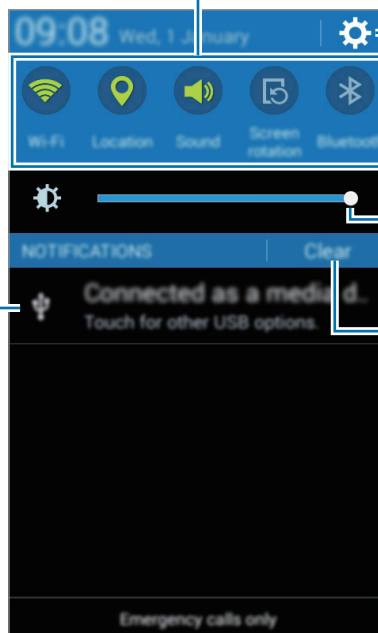 09:08 Wed, 1 January
Wi-Fi
Location
Sound
Screen
rotation
Bluetooth
NOTIFICATIONS
Clear
Connected as a media d..
Touch for other USB options.
Emergency calls only